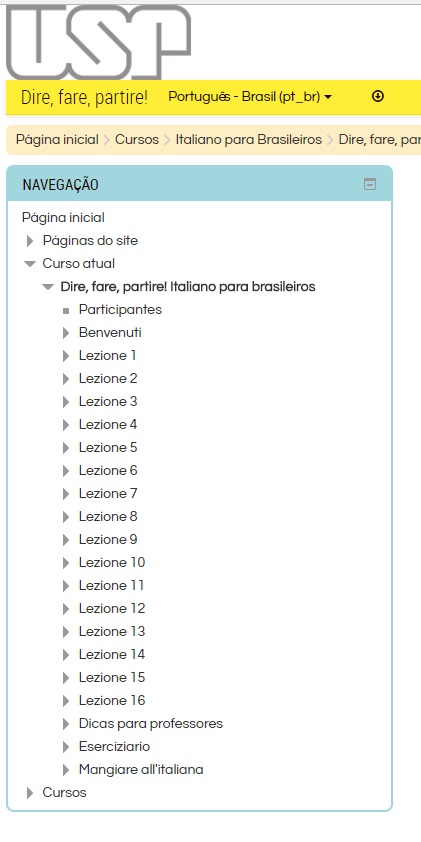 USP
Dire, fare, partire! Português - Brasil (pt_br)
Página inicial Cursos Italiano para Brasileiros Dire, fare, par
NAVEGAÇÃO
Página inicial
Páginas do site
Curso atual
Dire, fare, partire! Italiano para brasileiros
Participantes
Benvenuti
Lezione 1
Lezione 2
Lezione 3
Lezione 4
Lezione 5
Lezione 6
Lezione 7
Lezione 8
Lezione 9
Lezione 10
Lezione 11
Lezione 12
Lezione 13
Lezione 14
Lezione 15
Lezione 16
Dicas para professores
Eserciziario
Mangiare all'italiana
Cursos